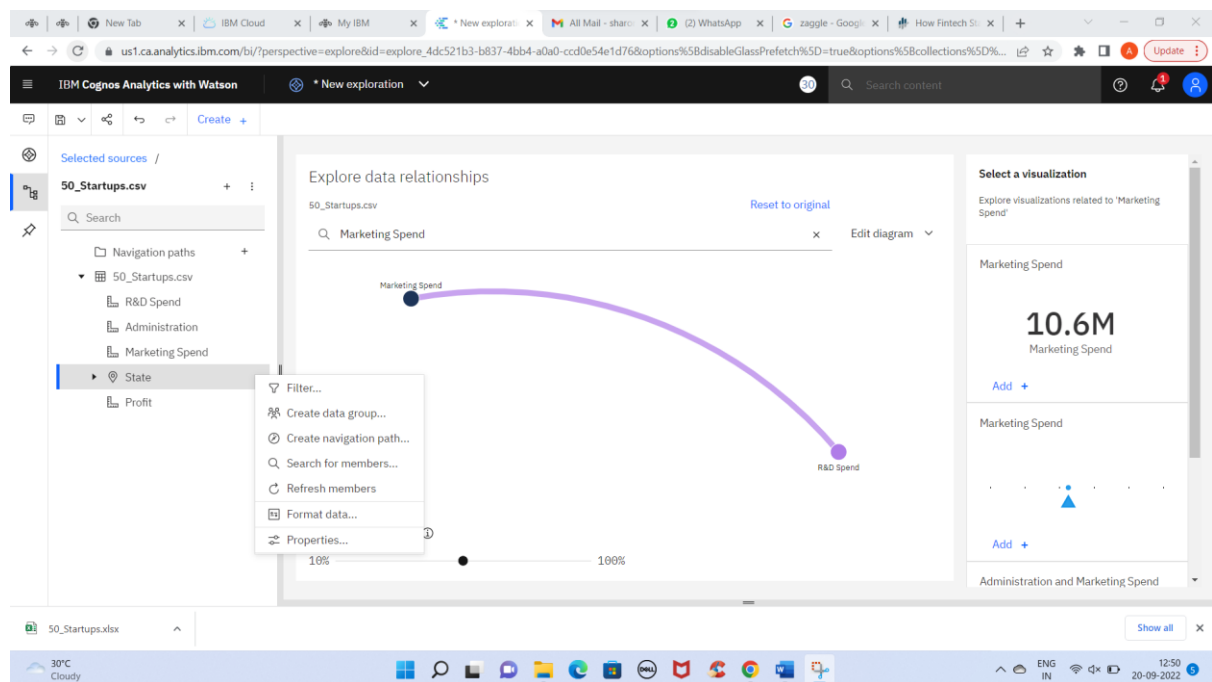 New Tab
IBM Cloud
My IBM
* New explorati
All Mail - sharo
(2) WhatsApp
zaggle - Google
How Fintech St
us1.ca.analytics.ibm.com/bi/?perspective=explore&id=explore_4dc521b3-b837-4bb4-a0a0-ccd0e54e1d76&options%5BdisableGlassPrefetch%5D=true&options%5Bcollections%5D%...
A
Update
IBM Cognos Analytics with Watson
* New exploration
30
Search content
1
Create +
Selected sources /
50_Startups.csv
Search
Navigation paths
50_Startups.csv
R&D Spend
Administration
Marketing Spend
State
Profit
Filter...
Create data group...
Create navigation path...
Search for members...
Refresh members
Format data...
Properties...
Explore data relationships
50_Startups.csv
Reset to original
Marketing Spend
Edit diagram
Marketing Spend
R&D Spend
10%
100%
Select a visualization
Explore visualizations related to 'Marketing
Spend'
Marketing Spend
10.6M
Marketing Spend
Add +
Marketing Spend
Add +
Administration and Marketing Spend
50_Startups.xlsx
Show all
30°C
Cloudy
DELL
ENG
IN
12:50
20-09-2022
5